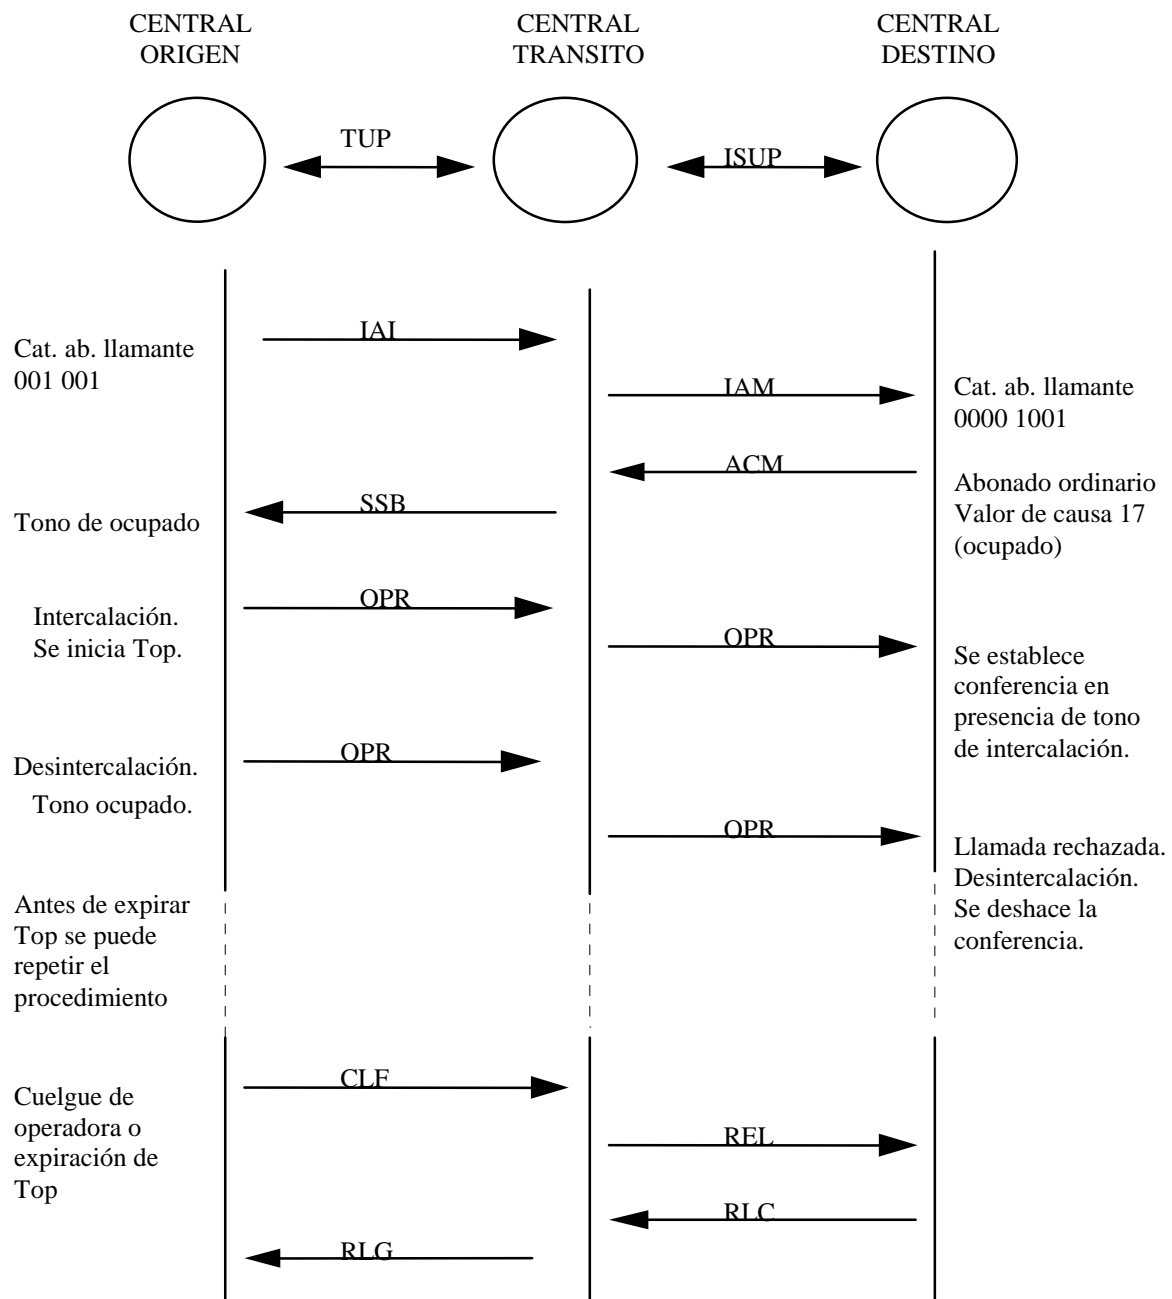 CENTRAL
ORIGEN
CENTRAL
TRANSITO
CENTRAL
DESTINO
TUP
ISUP
IAI
Cat. ab. llamante
001 001
IAM
Cat. ab. llamante
0000 1001
ACM
Abonado ordinario
Valor de causa 17
(ocupado)
SSB
Tono de ocupado
OPR
Intercalación.
Se inicia Top.
OPR
Se establece
conferencia en
presencia de tono
de intercalación.
OPR
Desintercalación.
Tono ocupado.
OPR
Llamada rechazada.
Desintercalación.
Se deshace la
conferencia.
Antes de expirar
Top se puede
repetir el
procedimiento
CLF
Cuelgue de
operadora o
expiración de
Top
REL
RLC
RLG